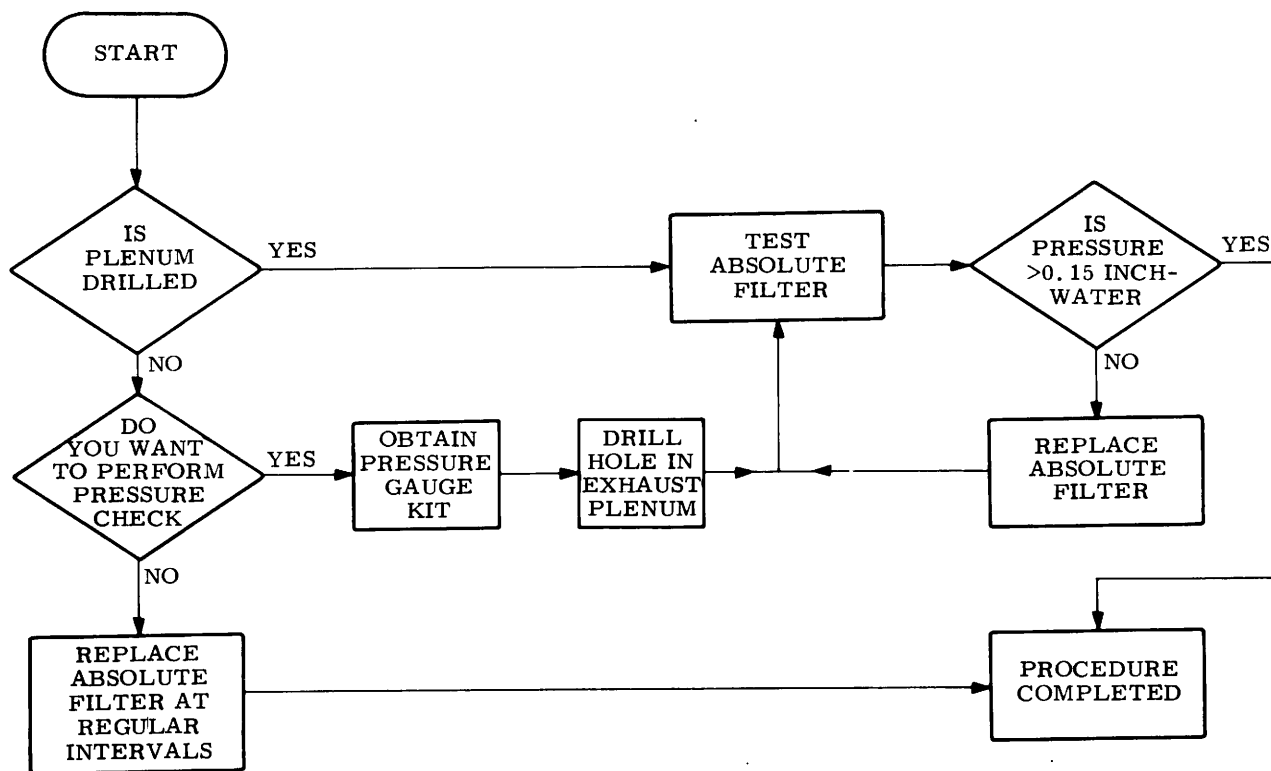 START
IS
PLENUM
DRILLED
YES
NO
TEST
ABSOLUTE
FILTER
IS
PRESSURE
>0.15 INCH-
WATER
YES
NO
DO
YOU WANT
TO PERFORM
PRESSURE
CHECK
YES
NO
OBTAIN
PRESSURE
GAUGE
KIT
DRILL
HOLE IN
EXHAUST
PLENUM
REPLACE
ABSOLUTE
FILTER
REPLACE
ABSOLUTE
FILTER AT
REGULAR
INTERVALS
PROCEDURE
COMPLETED